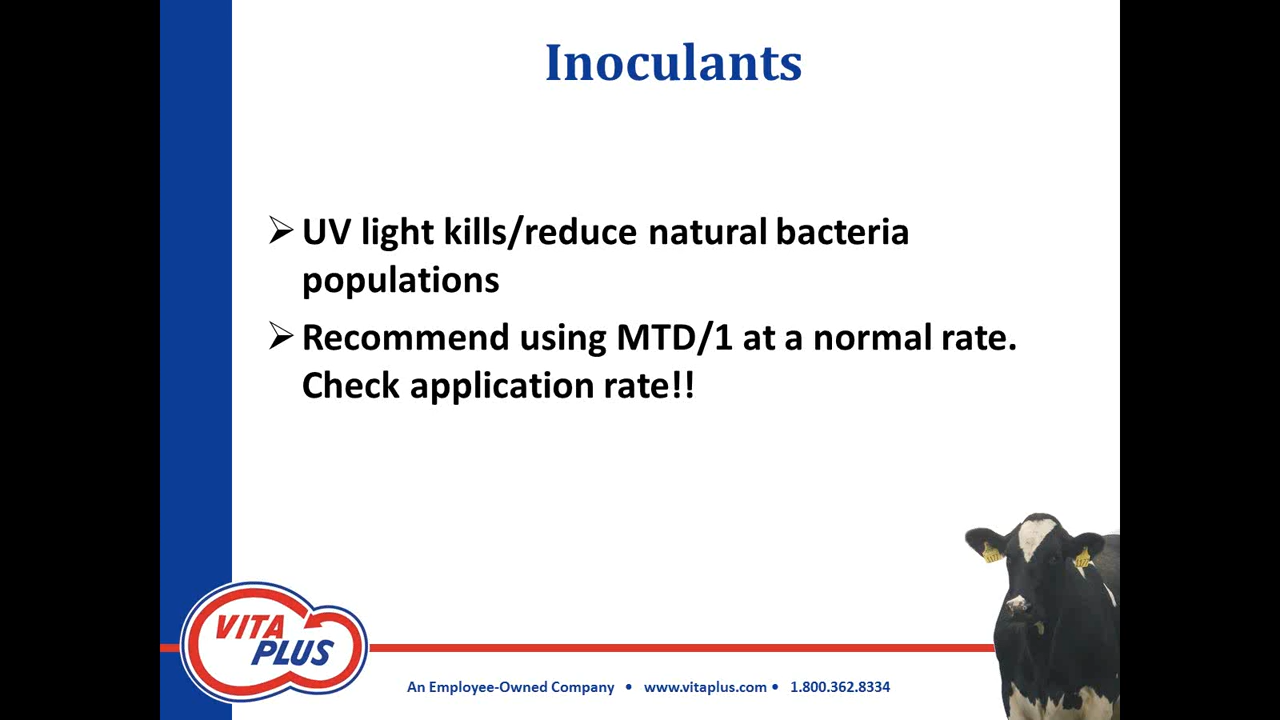 Inoculants
➢ UV light kills/reduce natural bacteria
populations
➢ Recommend using MTD/1 at a normal rate.
Check application rate!!
VITA
PLUS
An Employee-Owned Company • www.vitaplus.com • 1.800.362.8334